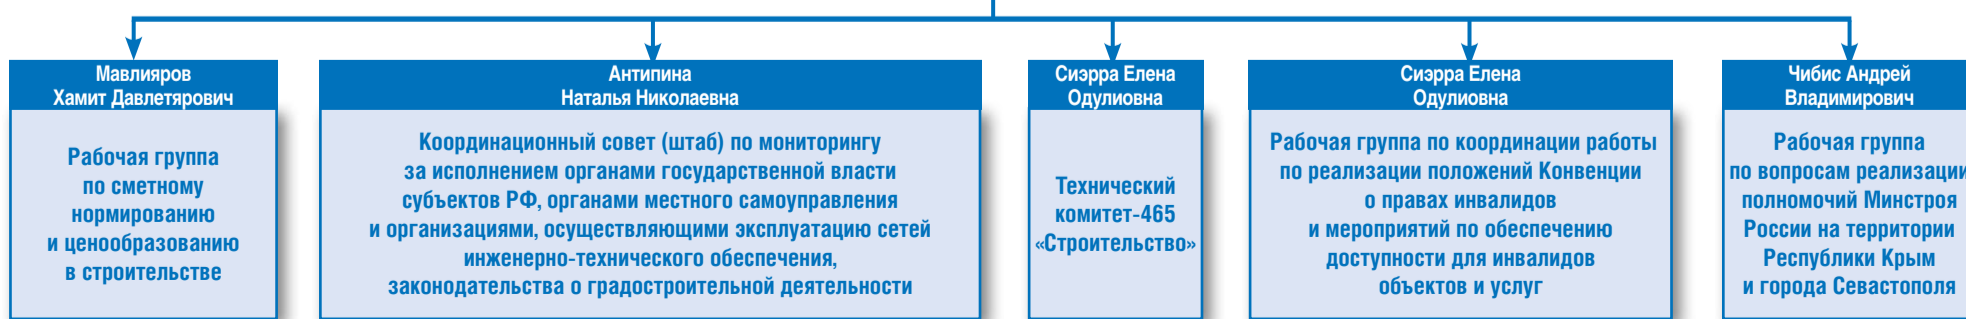 Мавлияров
Хамит Давлетярович
Рабочая группа
по сметному
нормированию
и ценообразованию
в строительстве
Антипина
Наталья Николаевна
Координационный совет (штаб) по мониторингу
за исполнением органами государственной власти
субъектов РФ, органами местного самоуправления
и организациями, осуществляющими эксплуатацию сетей
инженерно-технического обеспечения,
законодательства о градостроительной деятельности
Сиэрра Елена
Одулиовна
Технический
комитет-465
«Строительство»
Сиэрра Елена
Одулиовна
Рабочая группа по координации работы
по реализации положений Конвенции
о правах инвалидов
и мероприятий по обеспечению
доступности для инвалидов
объектов и услуг
Чибис Андрей
Владимирович
Рабочая группа
по вопросам реализации
полномочий Минстроя
России на территории
Республики Крым
и города Севастополя